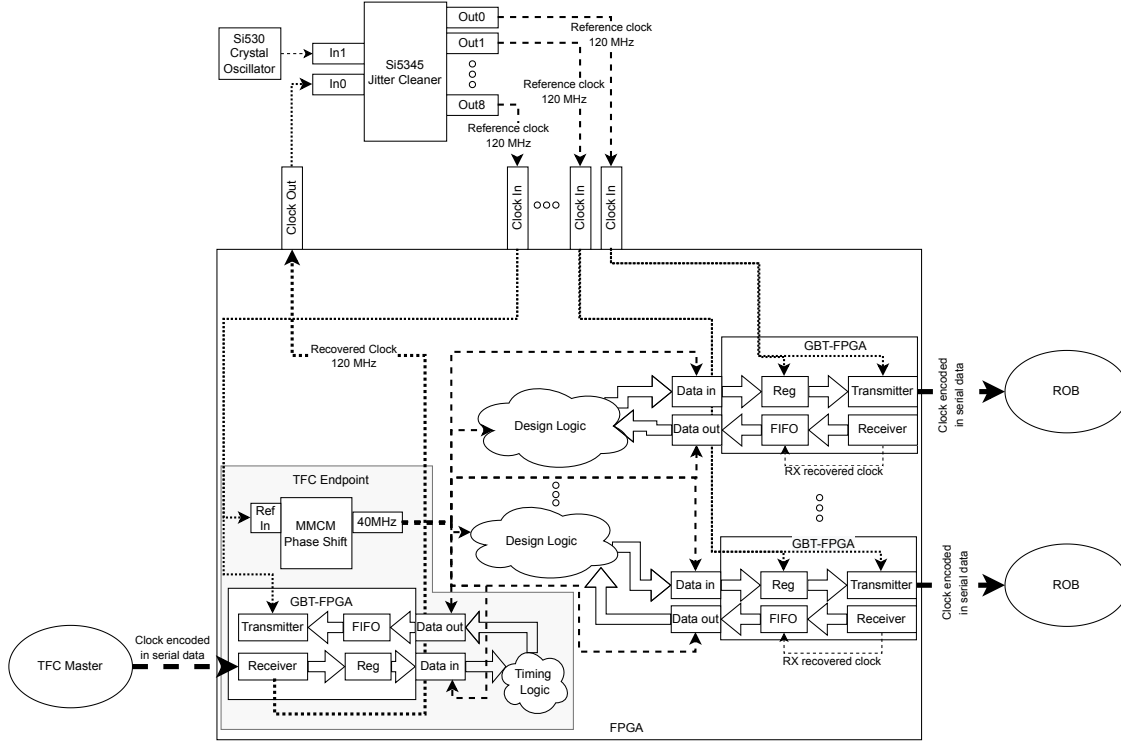 Si530
Crystal
Oscillator
In1
In0
Si5345
Jitter Cleaner
Out0
Out1
Out8
Reference clock
120 MHz
Reference clock
120 MHz
Reference clock
120 MHz
Clock Out
Clock In
Clock In
Clock In
Recovered Clock
120 MHz
GBT-FPGA
Data in
Reg
Transmitter
Data out
FIFO
Receiver
RX recovered clock
Design Logic
Clock encoded
in serial data
ROB
TFC Endpoint
Ref
In
MMCM
Phase Shift
40MHz
Design Logic
GBT-FPGA
Data in
Reg
Transmitter
Data out
FIFO
Receiver
RX recovered clock
Clock encoded
in serial data
ROB
GBT-FPGA
Transmitter
FIFO
Data out
Receiver
Reg
Data in
Timing
Logic
TFC Master
Clock encoded
in serial data
FPGA